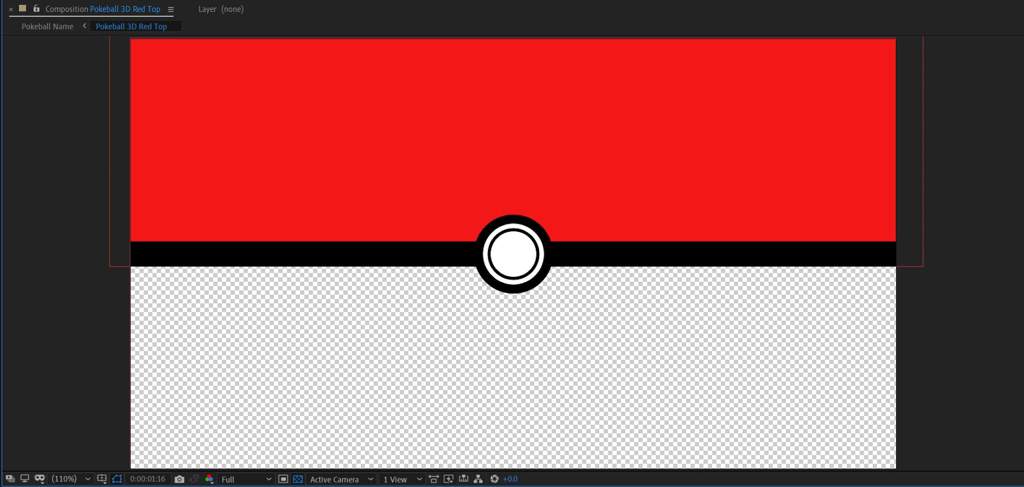 Composition Pokeball 3D Red Top Layer (none)
Pokeball Name Pokeball 3D Red Top
(110%) 0:00:01:16 Full Active Camera 1 View +0.0